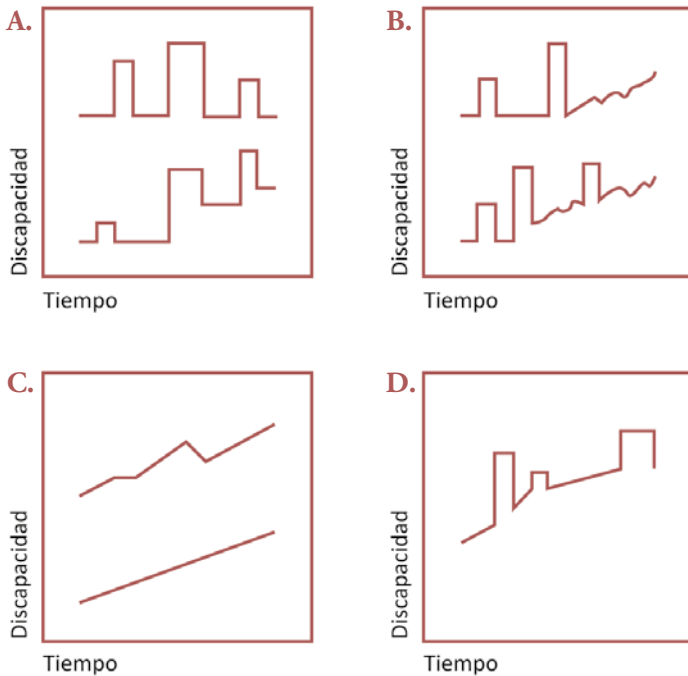 A.
Discapacidad
Tiempo
B.
Discapacidad
Tiempo
C.
Discapacidad
Tiempo
D.
Discapacidad
Tiempo